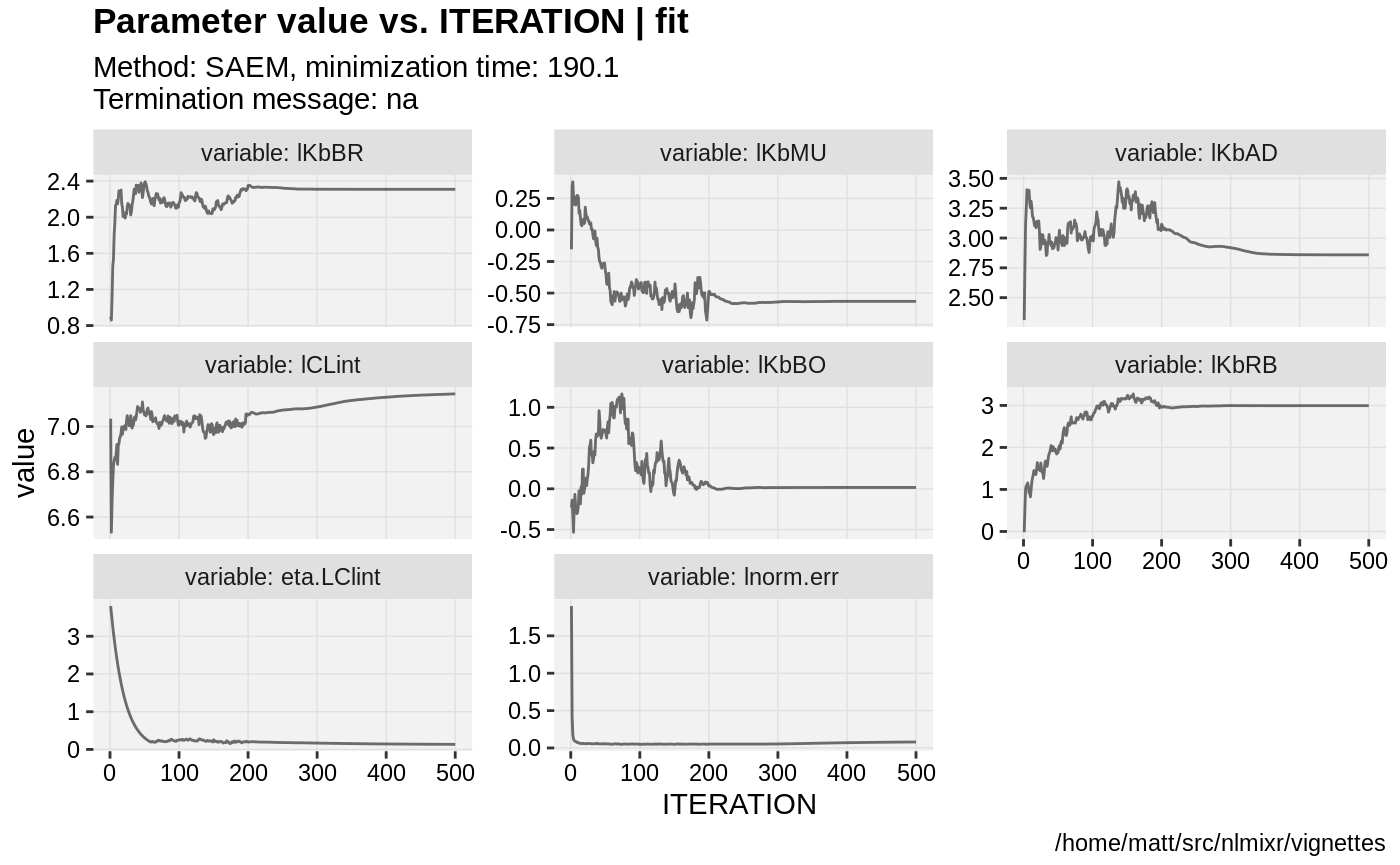 Parameter value vs. ITERATION | fit
Method: SAEM, minimization time: 190.1
Termination message: na
variable: lKbBR
variable: lKbMU
variable: lKbAD
2.4
2.0
1.6
1.2
0.8
0.25
0.00
-0.25
-0.50
-0.75
3.50
3.25
3.00
2.75
2.50
variable: lCLint
variable: lKbBO
variable: lKbRB
7.0
6.8
6.6
1.0
0.5
0.0
-0.5
3
2
1
0
0 100 200 300 400 500
variable: eta.LClint
variable: lnorm.err
3
2
1
0
1.5
1.0
0.5
0.0
0 100 200 300 400 500
0 100 200 300 400 500
value
ITERATION
/home/matt/src/nlmixr/vignettes